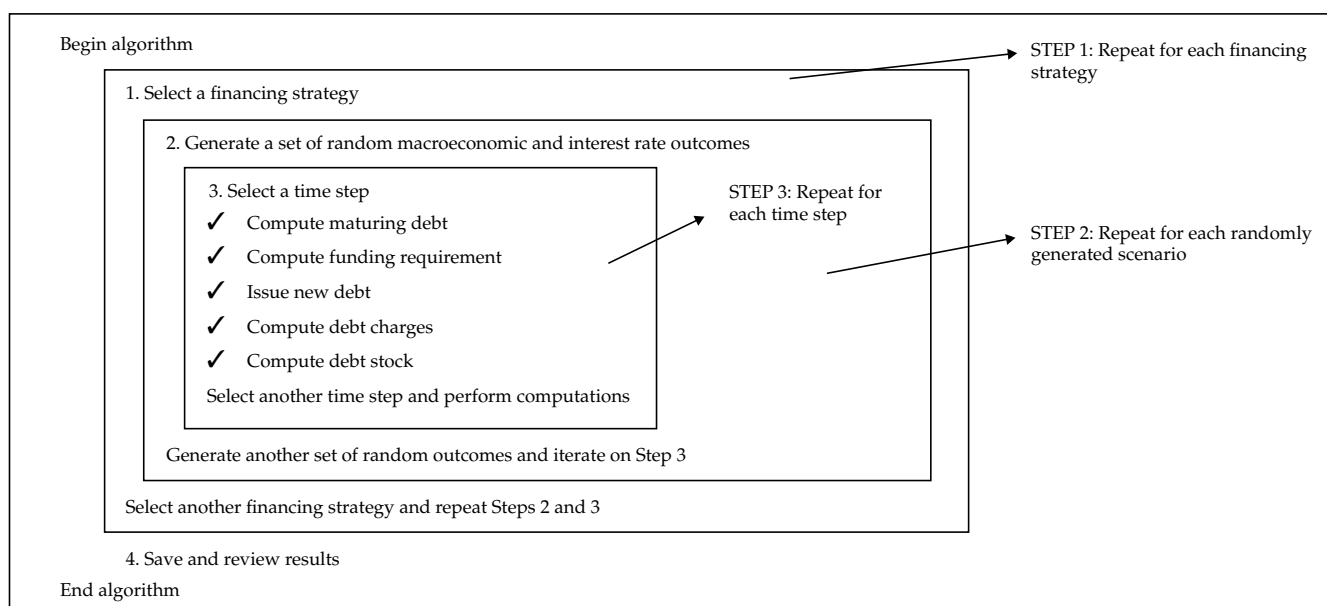 Begin algorithm
STEP 1: Repeat for each financing
strategy
1. Select a financing strategy
2. Generate a set of random macroeconomic and interest rate outcomes
3. Select a time step
✓ Compute maturing debt
✓ Compute funding requirement
✓ Issue new debt
✓ Compute debt charges
✓ Compute debt stock
Select another time step and perform computations
STEP 3: Repeat for
each time step
STEP 2: Repeat for each randomly
generated scenario
Generate another set of random outcomes and iterate on Step 3
Select another financing strategy and repeat Steps 2 and 3
4. Save and review results
End algorithm